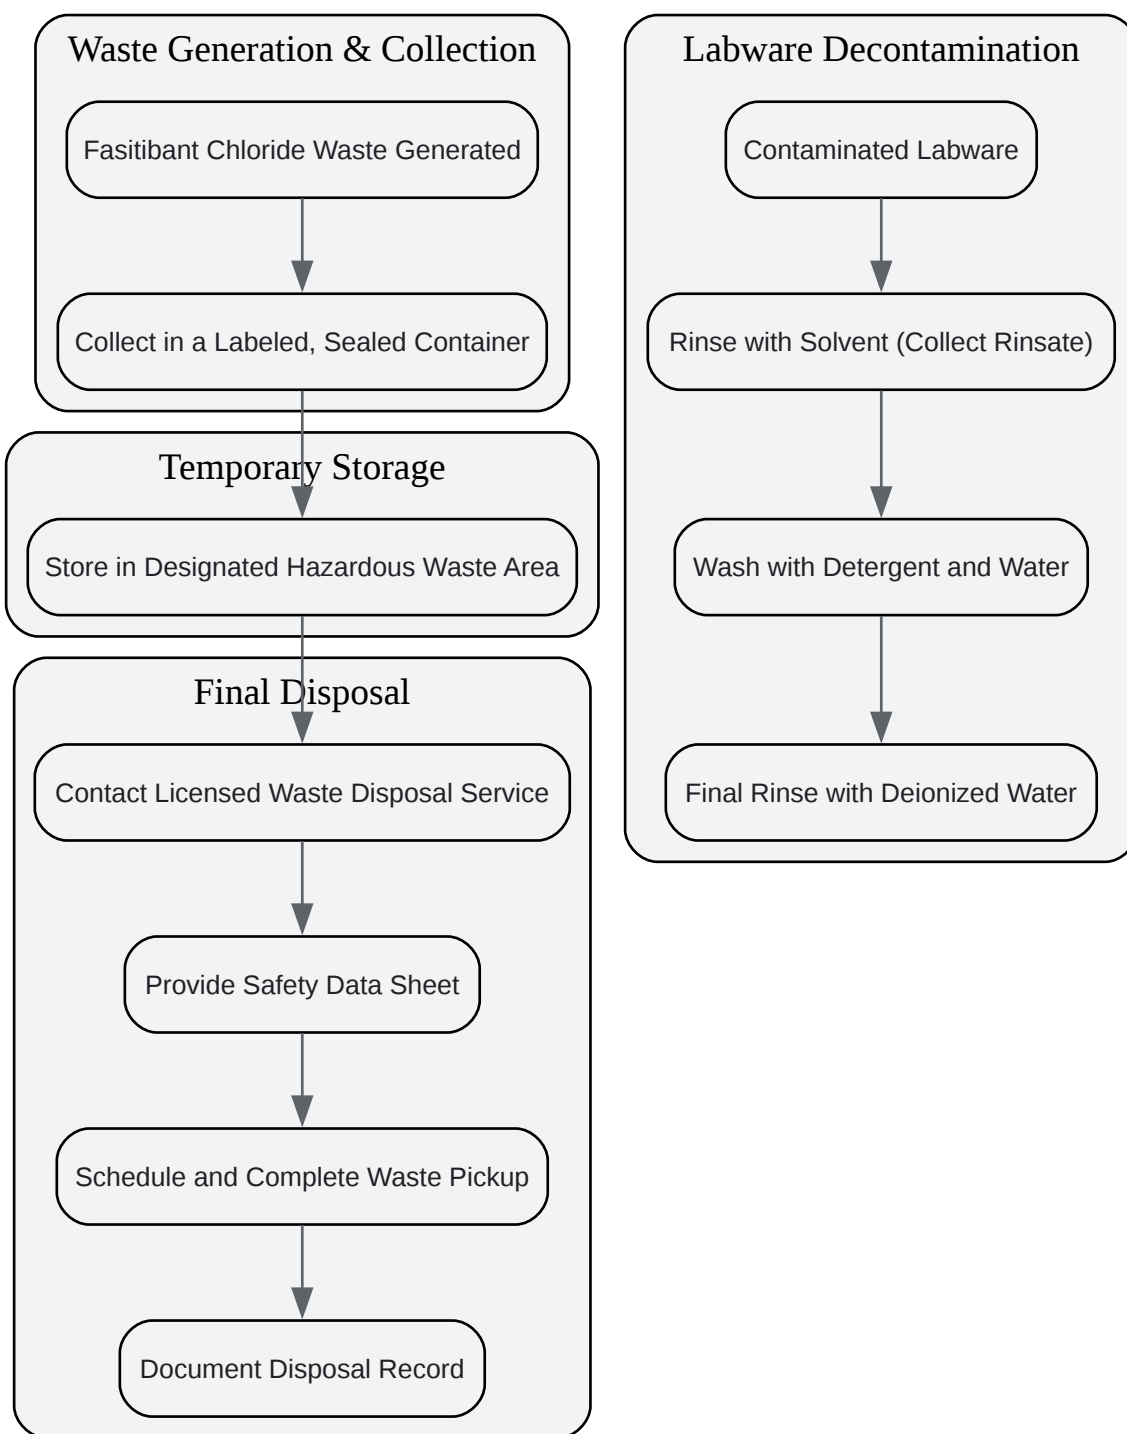 Waste Generation & Collection
Fasitibant Chloride Waste Generated
Collect in a Labeled, Sealed Container
Temporary Storage
Store in Designated Hazardous Waste Area
Final Disposal
Contact Licensed Waste Disposal Service
Provide Safety Data Sheet
Schedule and Complete Waste Pickup
Document Disposal Record
Labware Decontamination
Contaminated Labware
Rinse with Solvent (Collect Rinsate)
Wash with Detergent and Water
Final Rinse with Deionized Water